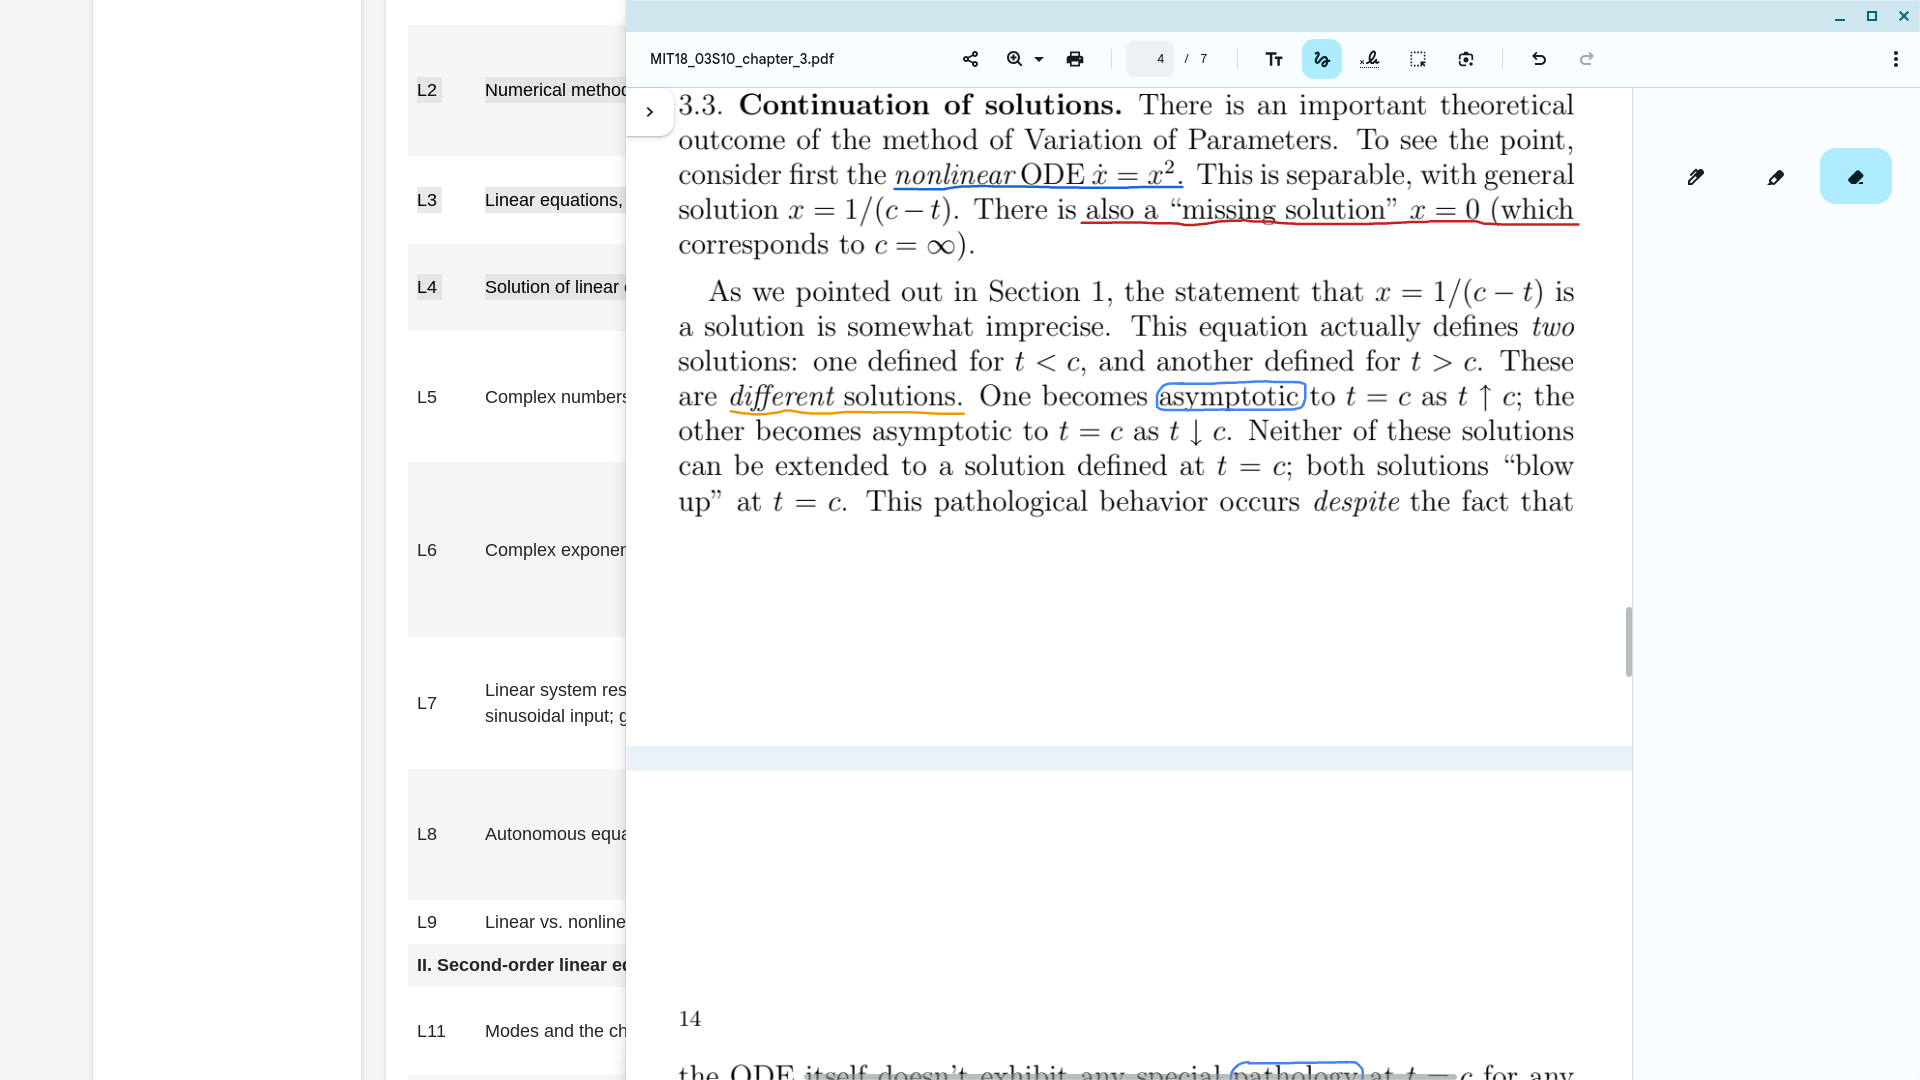 MIT18_03S10_chapter_3.pdf
4 / 7
L2 Numerical method
L3 Linear equations,
L4 Solution of linear
L5 Complex numbers
L6 Complex exponen
L7 Linear system res
sinusoidal input; g
L8 Autonomous equa
L9 Linear vs. nonline
II. Second-order linear ec
L11 Modes and the ch
3.3. Continuation of solutions. There is an important theoretical
outcome of the method of Variation of Parameters. To see the point,
consider first the nonlinear ODE ẋ = x². This is separable, with general
solution x = 1/(c − t). There is also a “missing solution” x = 0 (which
corresponds to c = ∞).
As we pointed out in Section 1, the statement that x = 1/(c − t) is
a solution is somewhat imprecise. This equation actually defines two
solutions: one defined for t < c, and another defined for t > c. These
are different solutions. One becomes asymptotic to t = c as t ↑ c; the
other becomes asymptotic to t = c as t ↓ c. Neither of these solutions
can be extended to a solution defined at t = c; both solutions “blow
up” at t = c. This pathological behavior occurs despite the fact that
14
the ODE itself doesn’t exhibit any special pathology at t = c for any